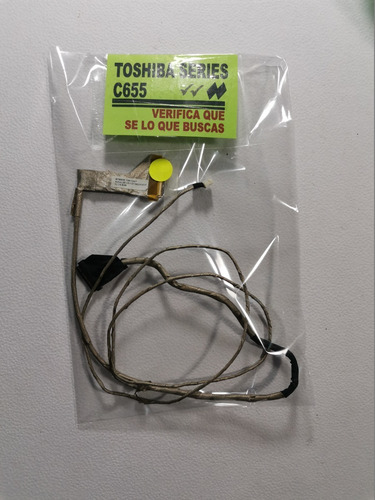 TOSHIBA SERIES
C655
VERIFICA QUE
SE LO QUE BUSCAS